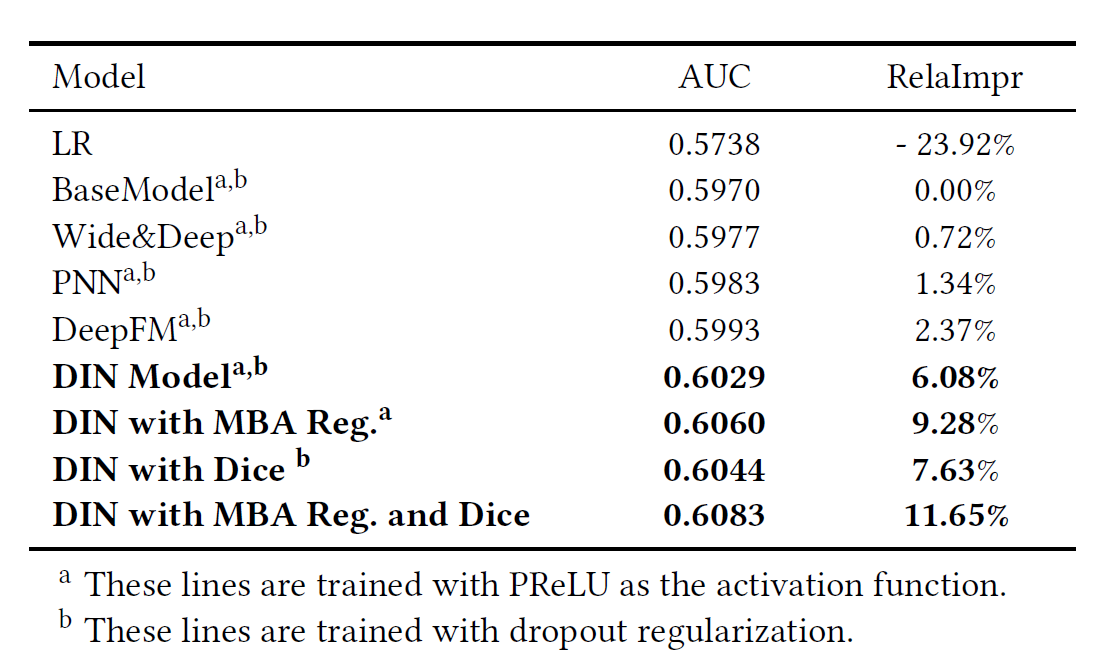 Model AUC RelaImpr
LR 0.5738 - 23.92%
BaseModel^a,b 0.5970 0.00%
Wide&Deep^a,b 0.5977 0.72%
PNN^a,b 0.5983 1.34%
DeepFM^a,b 0.5993 2.37%
DIN Model^a,b 0.6029 6.08%
DIN with MBA Reg.^a 0.6060 9.28%
DIN with Dice ^b 0.6044 7.63%
DIN with MBA Reg. and Dice 0.6083 11.65%
^a These lines are trained with PReLU as the activation function.
^b These lines are trained with dropout regularization.